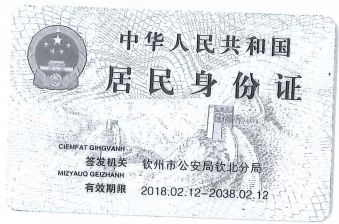 中华人民共和国
居民身份证
CIEMFAT GIHGVANH
签发机关 钦州市公安局钦北分局
MIZYAUQ GEIZHANH
有效期限 2018.02.12-2038.02.12